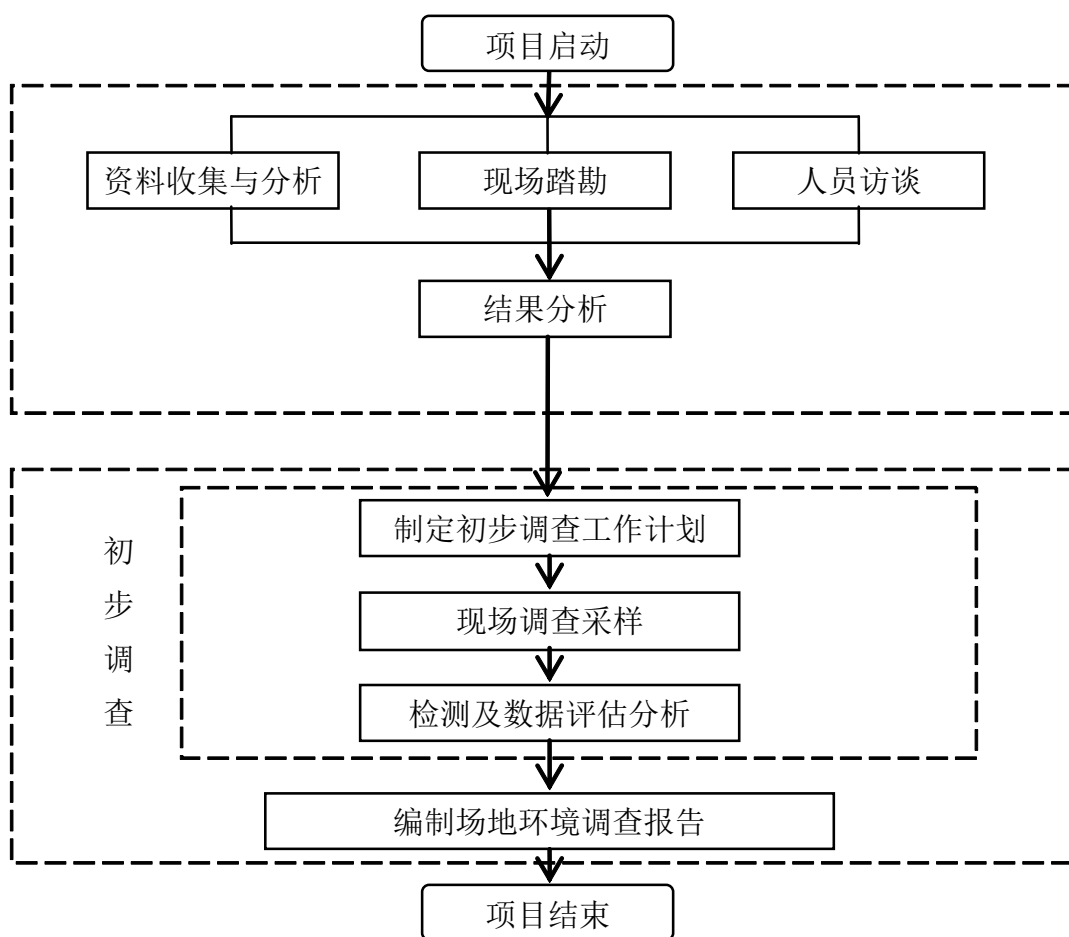 项目启动
资料收集与分析
现场踏勘
人员访谈
结果分析
初步调查
制定初步调查工作计划
现场调查采样
检测及数据评估分析
编制场地环境调查报告
项目结束